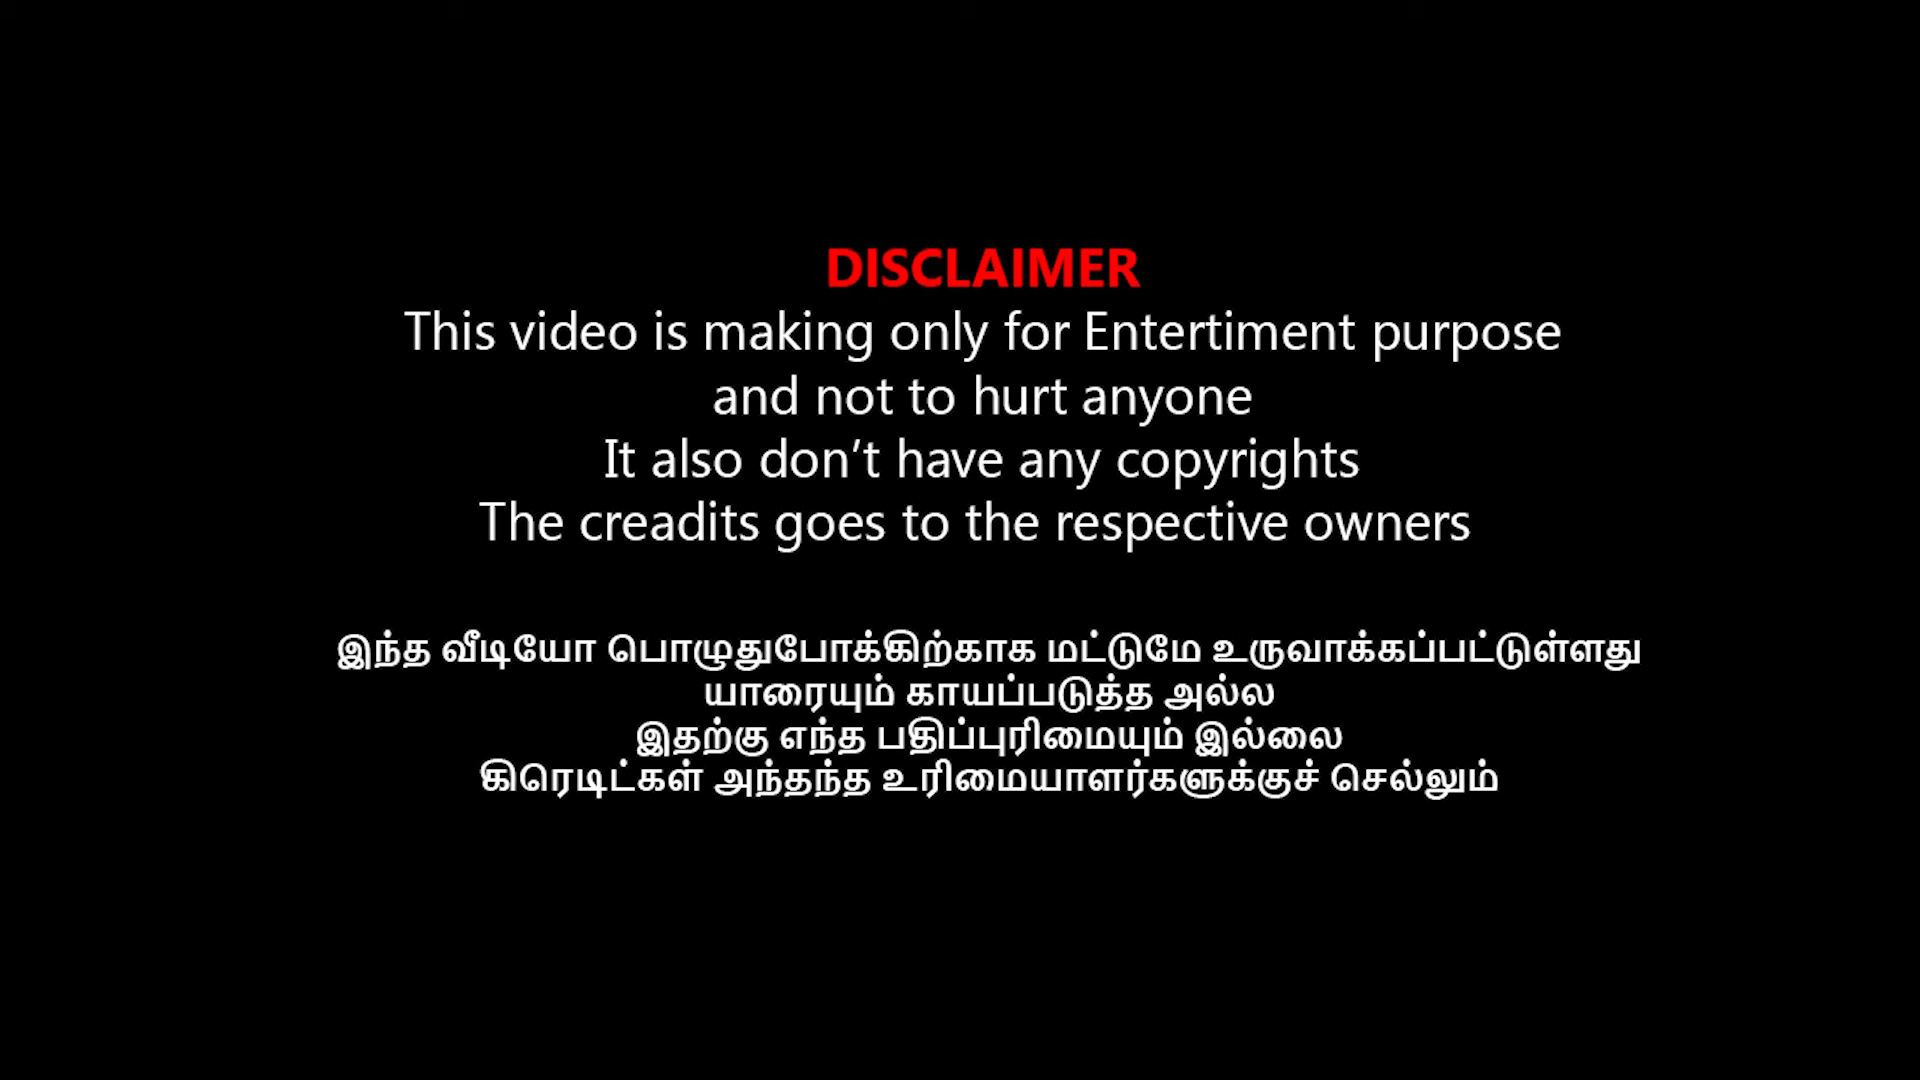 DISCLAIMER
This video is making only for Entertiment purpose
and not to hurt anyone
It also don’t have any copyrights
The creadits goes to the respective owners
இந்த வீடியோ பொழுதுபோக்கிற்காக மட்டுமே உருவாக்கப்பட்டுள்ளது
யாரையும் காயப்படுத்த அல்ல
இதற்கு எந்த பதிப்புரிமையும் இல்லை
கிரெடிட்கள் அந்தந்த உரிமையாளர்களுக்குச் செல்லும்